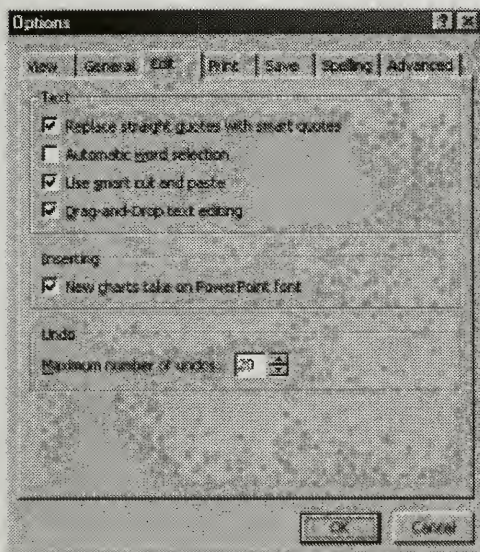 Options
View General Edit Print Save Spelling Advanced
Text
Replace straight quotes with smart quotes
Automatic word selection
Use smart cut and paste
Drag-and-Drop text editing
Inserting
New charts take on PowerPoint font
Undo
Maximum number of undos: 20
OK Cancel